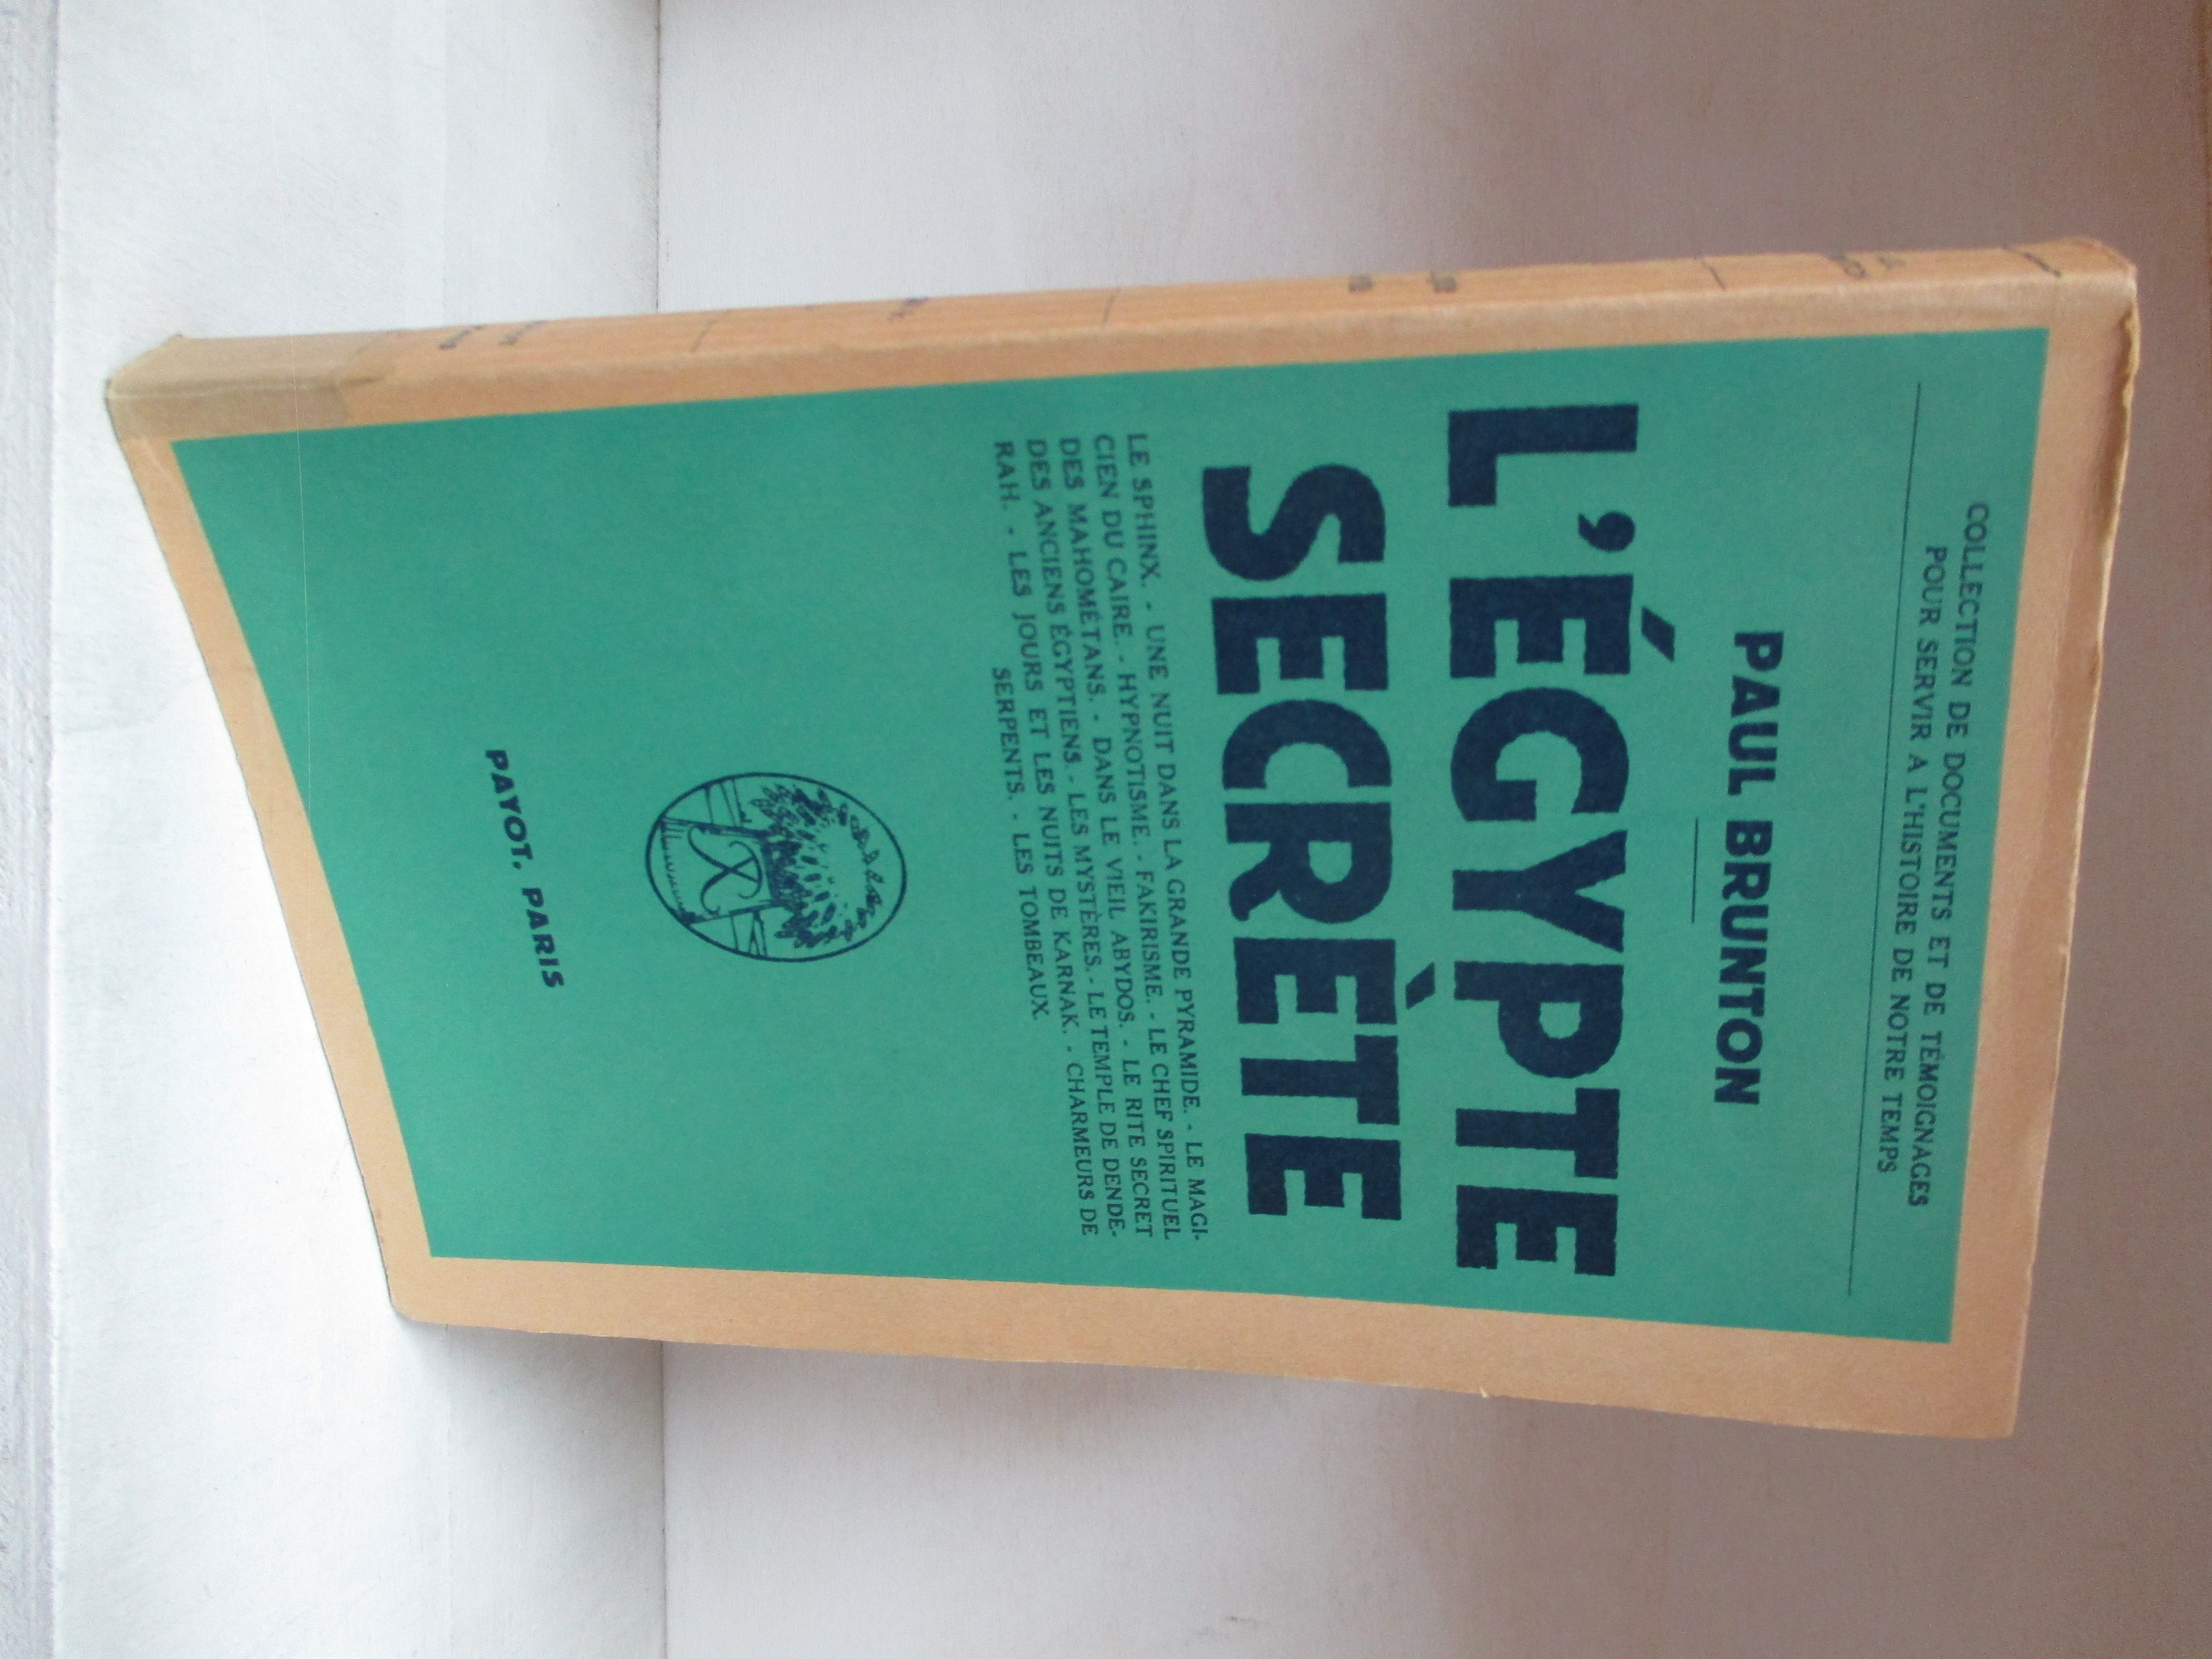 COLLECTION DE DOCUMENTS ET DE TÉMOIGNAGES
POUR SERVIR A L'HISTOIRE DE NOTRE TEMPS
PAUL BRUNTON
L'ÉGYPTE
SECRÈTE
LE SPHINX. - UNE NUIT DANS LA GRANDE PYRAMIDE. - LE MAGI-
CIEN DU CAIRE. - HYPNOTISME. - FAKIRISME. - LE CHEF SPIRITUEL
DES MAHOMÉTANS. - DANS LE VIEIL ABYDOS. - LE RITE SECRET
DES ANCIENS ÉGYPTIENS. - LES MYSTÈRES. - LE TEMPLE DE DENDE-
RAH. - LES JOURS ET LES NUITS DE KARNAK. - CHARMEURS DE
SERPENTS. - LES TOMBEAUX.
PAYOT, PARIS